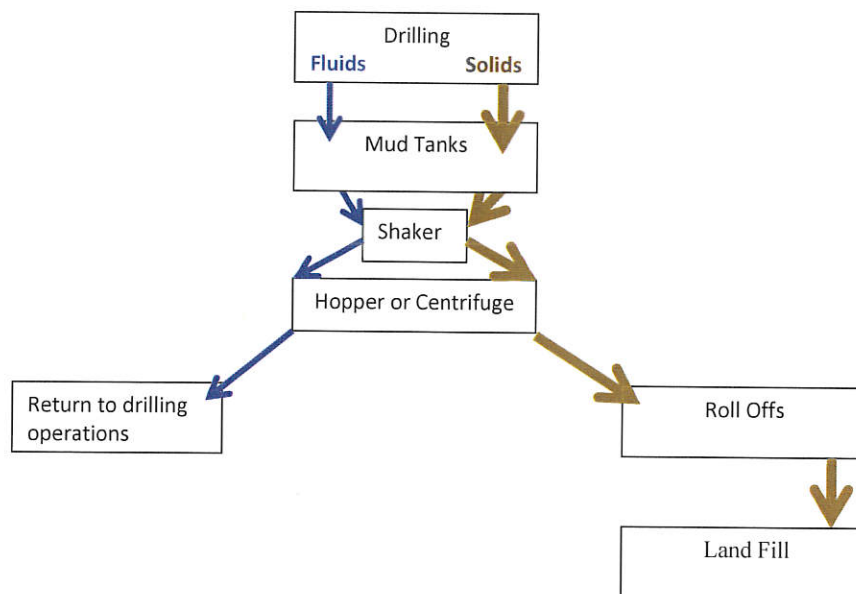 Drilling
Fluids Solids
Mud Tanks
Shaker
Hopper or Centrifuge
Return to drilling
operations
Roll Offs
Land Fill